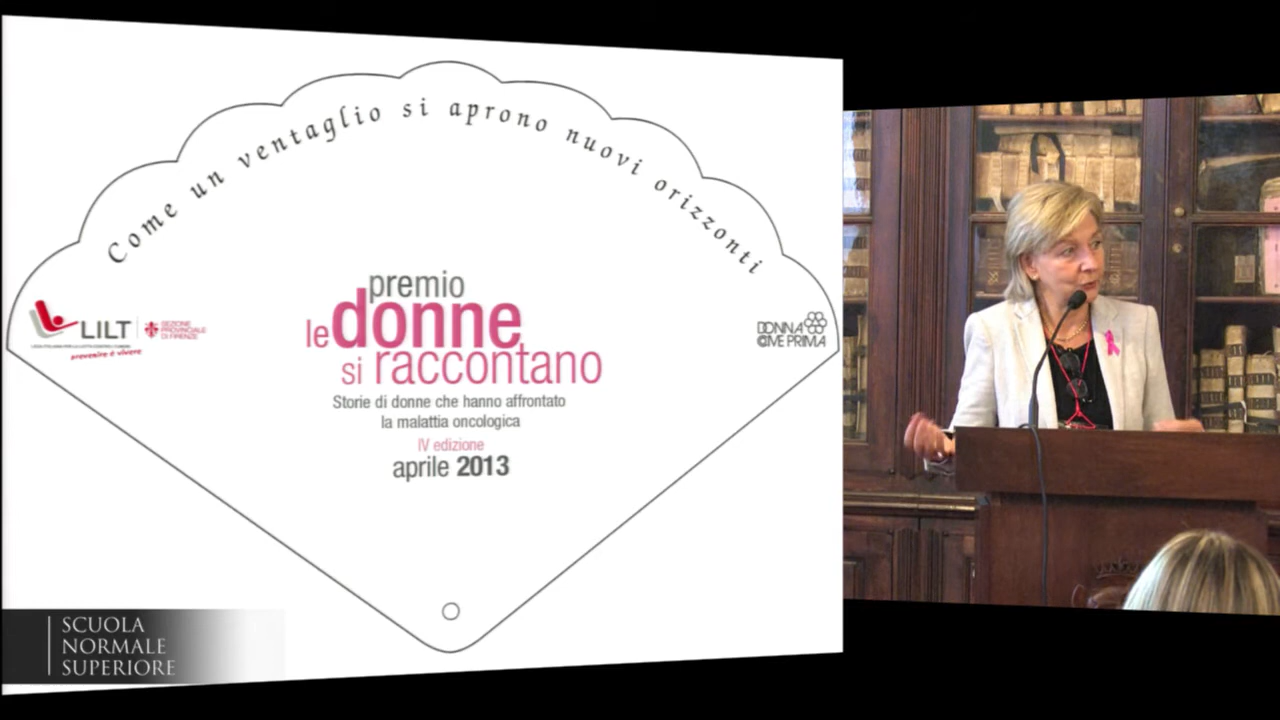 Come un ventaglio si aprono nuovi orizzonti
LILT
SEZIONE
PROVINCIALE
DI FIRENZE
prevenire è vivere
premio
le donne
si raccontano
Storie di donne che hanno affrontato
la malattia oncologica
IV edizione
aprile 2013
DONNA
COME PRIMA
SCUOLA
NORMALE
SUPERIORE